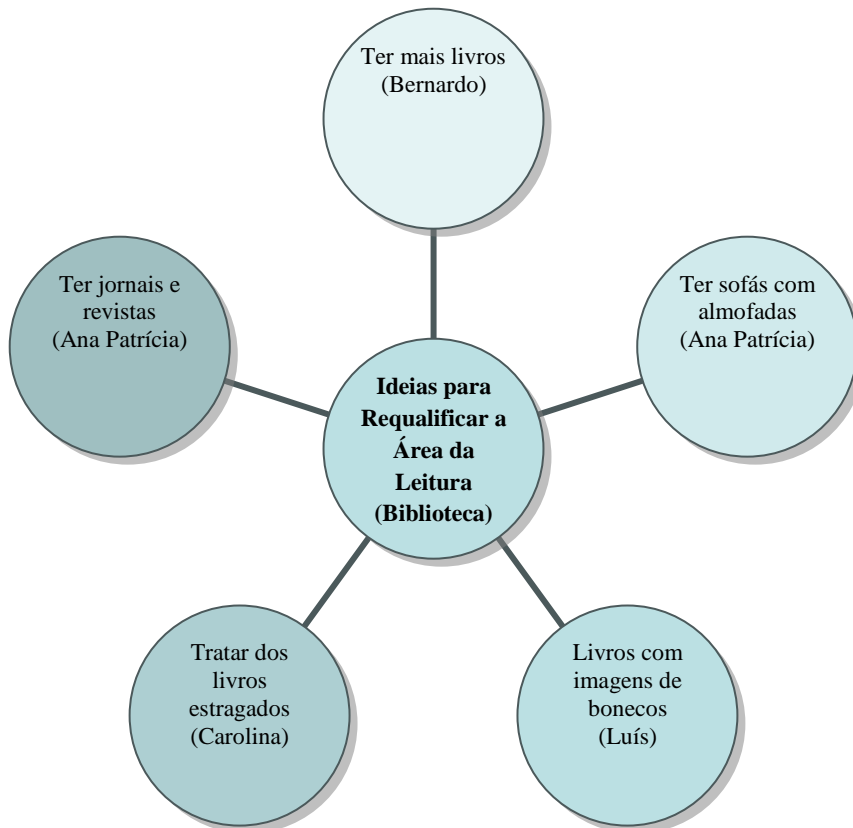 Ter mais livros
(Bernardo)
Ter jornais e
revistas
(Ana Patrícia)
Ter sofás com
almofadas
(Ana Patrícia)
Ideias para
Requalificar a
Área da
Leitura
(Biblioteca)
Tratar dos
livros
estragados
(Carolina)
Livros com
imagens de
bonecos
(Luís)